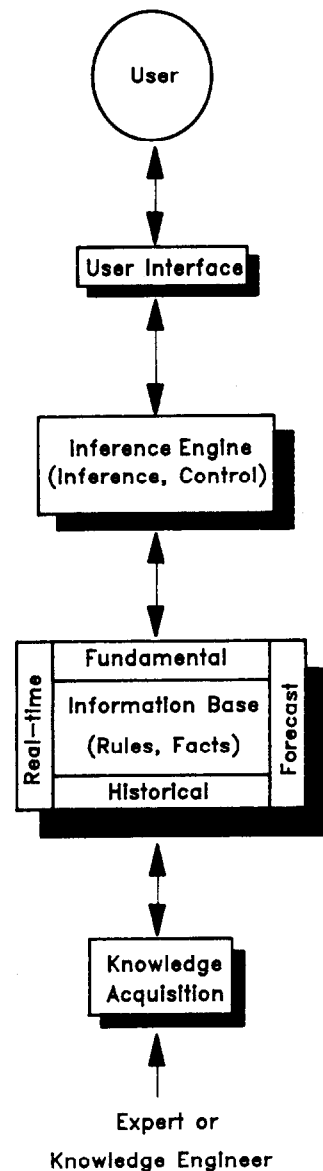 User
User Interface
Inference Engine
(Inference, Control)
Real-time
Fundamental
Information Base
(Rules, Facts)
Historical
Forecast
Knowledge
Acquisition
Expert or
Knowledge Engineer